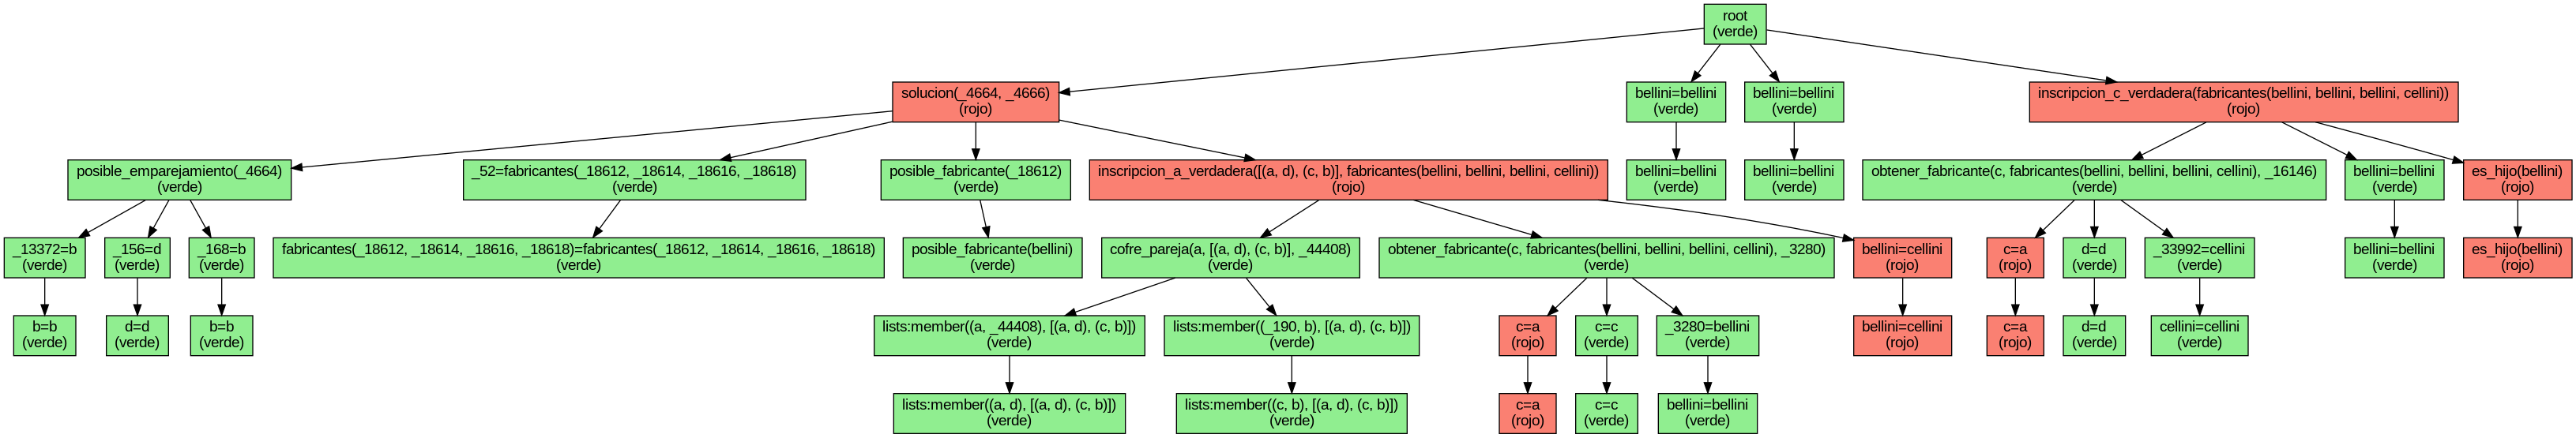 root
(verde)
solucion(_4664, _4666)
(rojo)
bellini=bellini
(verde)
bellini=bellini
(verde)
inscripcion_c_verdadera(fabricantes(bellini, bellini, bellini, cellini))
(rojo)
posible_emparejamiento(_4664)
(verde)
_52=fabricantes(_18612, _18614, _18616, _18618)
(verde)
posible_fabricante(_18612)
(verde)
inscripcion_a_verdadera([(a, d), (c, b)], fabricantes(bellini, bellini, bellini, cellini))
(rojo)
bellini=bellini
(verde)
bellini=bellini
(verde)
obtener_fabricante(c, fabricantes(bellini, bellini, bellini, cellini), _16146)
(verde)
bellini=bellini
(verde)
es_hijo(bellini)
(rojo)
_13372=b
(verde)
_156=d
(verde)
_168=b
(verde)
fabricantes(_18612, _18614, _18616, _18618)=fabricantes(_18612, _18614, _18616, _18618)
(verde)
posible_fabricante(bellini)
(verde)
cofre_pareja(a, [(a, d), (c, b)], _44408)
(verde)
obtener_fabricante(c, fabricantes(bellini, bellini, bellini, cellini), _3280)
(verde)
bellini=cellini
(rojo)
c=a
(rojo)
d=d
(verde)
_33992=cellini
(verde)
bellini=bellini
(verde)
es_hijo(bellini)
(rojo)
b=b
(verde)
d=d
(verde)
b=b
(verde)
lists:member((a, _44408), [(a, d), (c, b)])
(verde)
lists:member((_190, b), [(a, d), (c, b)])
(verde)
c=a
(rojo)
c=c
(verde)
_3280=bellini
(verde)
bellini=cellini
(rojo)
c=a
(rojo)
d=d
(verde)
cellini=cellini
(verde)
lists:member((a, d), [(a, d), (c, b)])
(verde)
lists:member((c, b), [(a, d), (c, b)])
(verde)
c=a
(rojo)
c=c
(verde)
bellini=bellini
(verde)